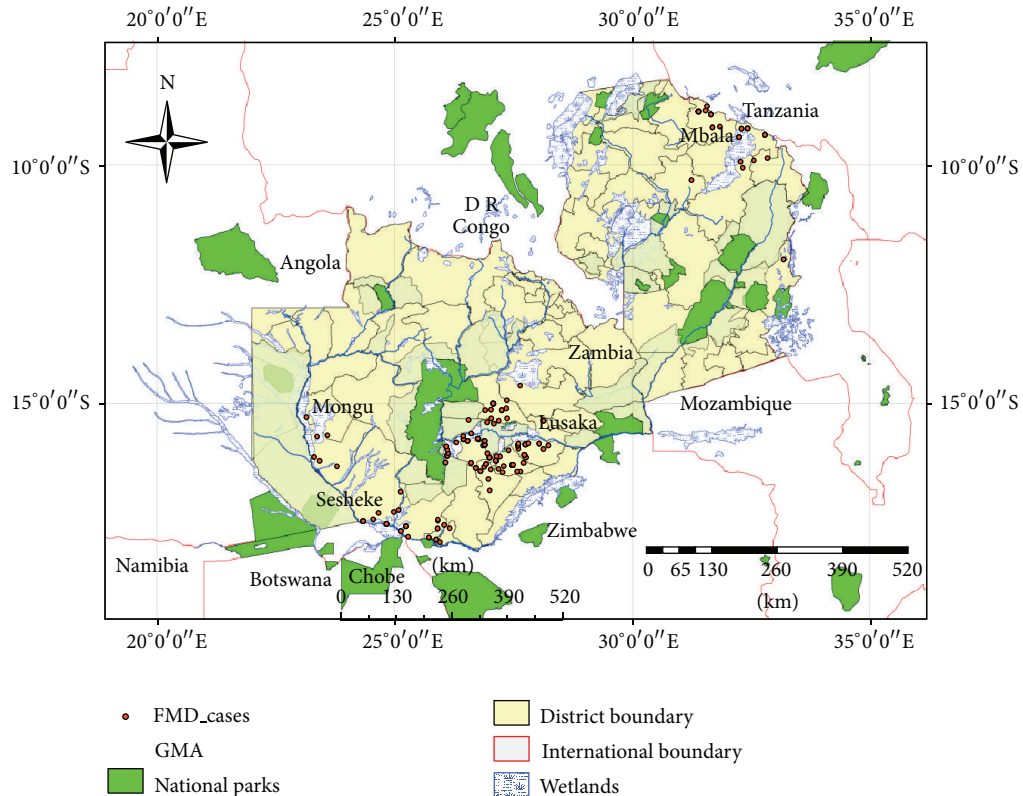 20°0′0″E 25°0′0″E 30°0′0″E 35°0′0″E
N
Tanzania
Mbala
10°0′0″S 10°0′0″S
D R
Congo
Angola
Zambia
15°0′0″S Mongu Mozambique 15°0′0″S
Lusaka
Sesheke
Zimbabwe
Namibia
Botswana Chobe (km)
0 65 130 260 390 520
(km)
0 130 260 390 520
20°0′0″E 25°0′0″E 30°0′0″E 35°0′0″E
FMD_cases
GMA
National parks
District boundary
International boundary
Wetlands